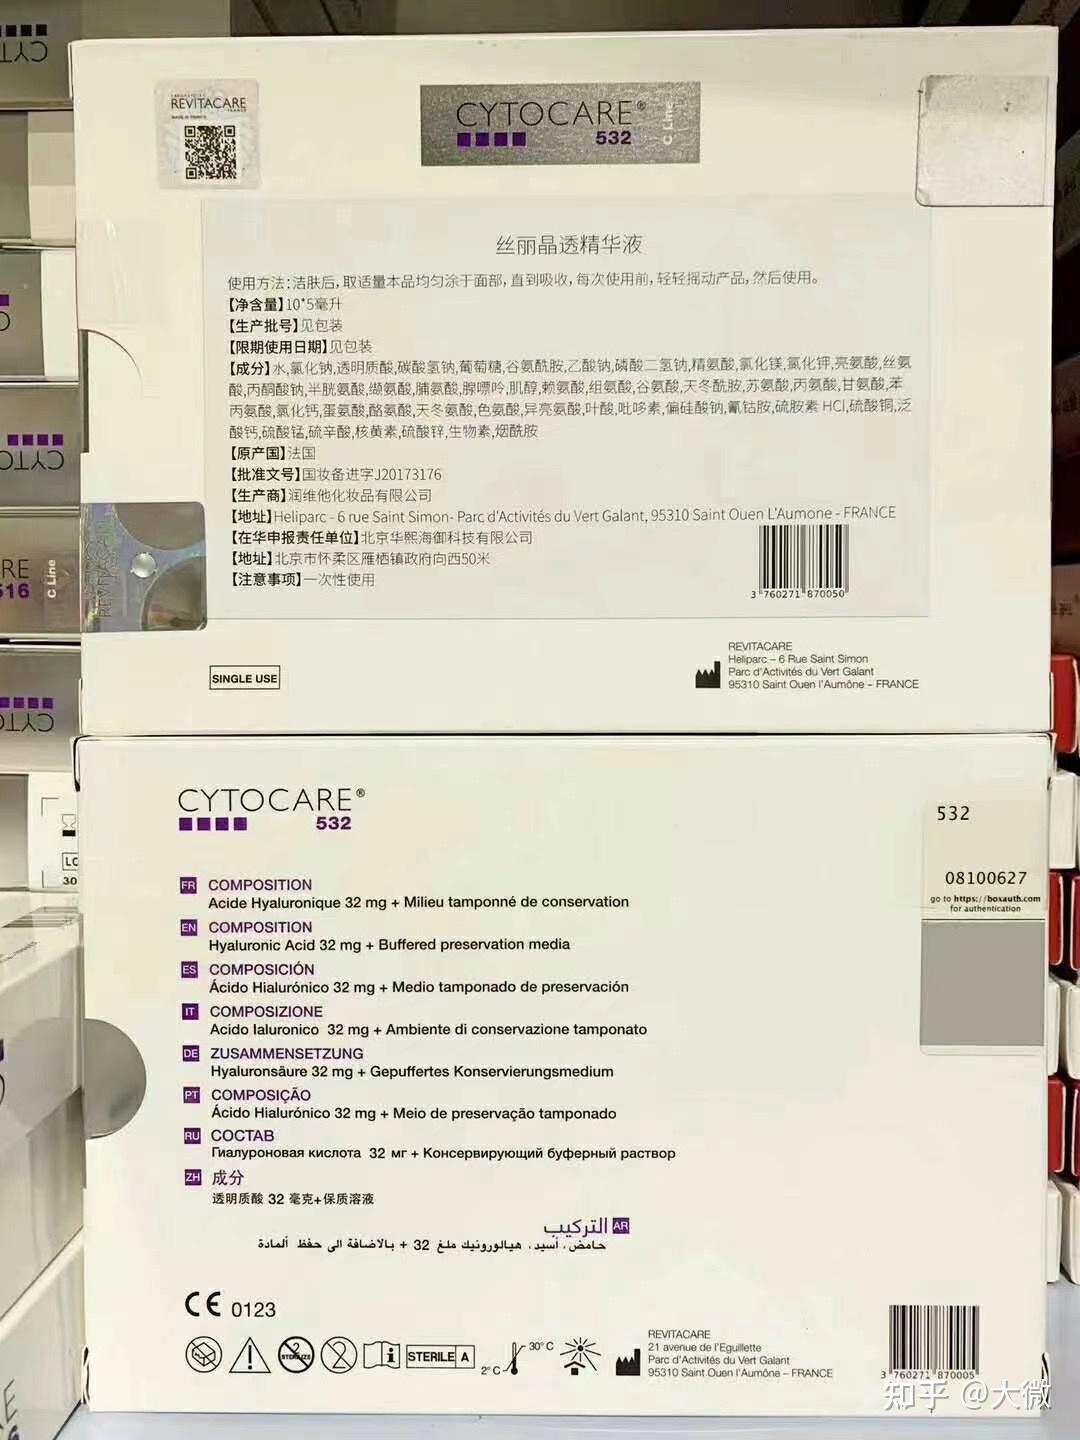 REVITACARE
CYTOCARE®
532
C Line
丝丽晶透精华液
使用方法:洁肤后,取适量本品均匀涂于面部,直到吸收,每次使用前,轻轻摇动产品,然后使用。
【净含量】10*5毫升
【生产批号】见包装
【限期使用日期】见包装
【成分】水,氯化钠,透明质酸,碳酸氢钠,葡萄糖,谷氨酰胺,乙酸钠,磷酸二氢钠,精氨酸,氯化镁,氯化钾,亮氨酸,丝氨
酸,丙酮酸钠,半胱氨酸,缬氨酸,脯氨酸,腺嘌呤,肌醇,赖氨酸,组氨酸,谷氨酸,天冬酰胺,苏氨酸,丙氨酸,甘氨酸,苯
丙氨酸,氯化钙,蛋氨酸,酪氨酸,天冬氨酸,色氨酸,异亮氨酸,叶酸,吡哆素,偏硅酸钠,氰钴胺,硫胺素 HCl,硫酸铜,泛
酸钙,硫酸锰,硫辛酸,核黄素,硫酸锌,生物素,烟酰胺
【原产国】法国
【批准文号】国妆备进字J20173176
【生产商】润维他化妆品有限公司
【地址】Heliparc - 6 rue Saint Simon- Parc d'Activités du Vert Galant, 95310 Saint Ouen L'Aumone - FRANCE
【在华申报责任单位】北京华熙海御科技有限公司
【地址】北京市怀柔区雁栖镇政府向西50米
【注意事项】一次性使用
3 760271 870050
REVITACARE
SINGLE USE
REVITACARE
Heliparc – 6 Rue Saint Simon
Parc d'Activités du Vert Galant
95310 Saint Ouen l'Aumône – FRANCE
CYTOCARE®
532
532
08100627
go to https://boxauth.com
for authentication
FR COMPOSITION
Acide Hyaluronique 32 mg + Milieu tamponné de conservation
EN COMPOSITION
Hyaluronic Acid 32 mg + Buffered preservation media
ES COMPOSICIÓN
Ácido Hialurónico 32 mg + Medio tamponado de preservación
IT COMPOSIZIONE
Acido Ialuronico 32 mg + Ambiente di conservazione tamponato
DE ZUSAMMENSETZUNG
Hyaluronsäure 32 mg + Gepuffertes Konservierungsmedium
PT COMPOSIÇÃO
Ácido Hialurónico 32 mg + Meio de preservação tamponado
RU СОСТАВ
Гиалуроновая кислота 32 мг + Консервирующий буферный раствор
ZH 成分
透明质酸 32 毫克+保质溶液
AR التركيب
حامض، أسيد، هيالورونيك ملغ 32 + بالاضافة الى حفظ ألمادة
CE 0123
STERILE A
2°C
30°C
REVITACARE
21 avenue de l'Eguillette
Parc d'Activités du Vert Galant
95310 Saint Ouen l'Aumône – FRANCE
3 760271 870005
知乎 @大微